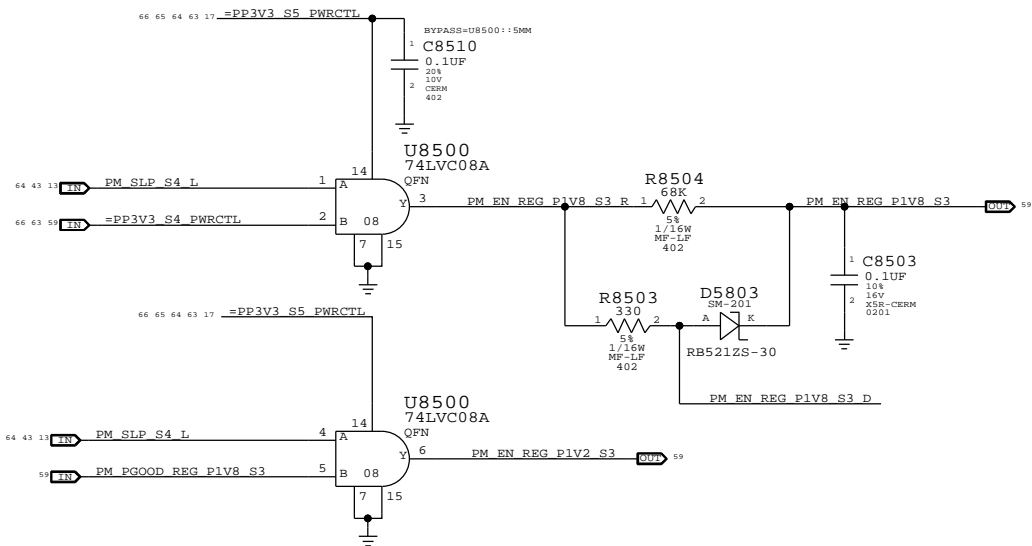 66 65 64 63 17 =PP3V3_S5_PWRCTL
BYPASS=U8500::5MM
1 C8510
0.1UF
20%
10V
2 CERM
402
U8500
74LVC08A
14 QFN
64 43 13 IN PM_SLP_S4_L 1 A
Y 3 PM_EN_REG_P1V8_S3_R
66 63 59 IN =PP3V3_S4_PWRCTL 2 B 08
7 15
R8504
68K
1 2
5%
1/16W
MF-LF
402
PM_EN_REG_P1V8_S3 OUT 59
1 C8503
0.1UF
10%
16V
2 X5R-CERM
0201
R8503
330
1 2
5%
1/16W
MF-LF
402
D5803
SM-201
A K
RB521ZS-30
PM_EN_REG_P1V8_S3_D
66 65 64 63 17 =PP3V3_S5_PWRCTL
U8500
74LVC08A
14 QFN
64 43 13 IN PM_SLP_S4_L 4 A
Y 6 PM_EN_REG_P1V2_S3 OUT 59
59 IN PM_PGOOD_REG_P1V8_S3 5 B 08
7 15